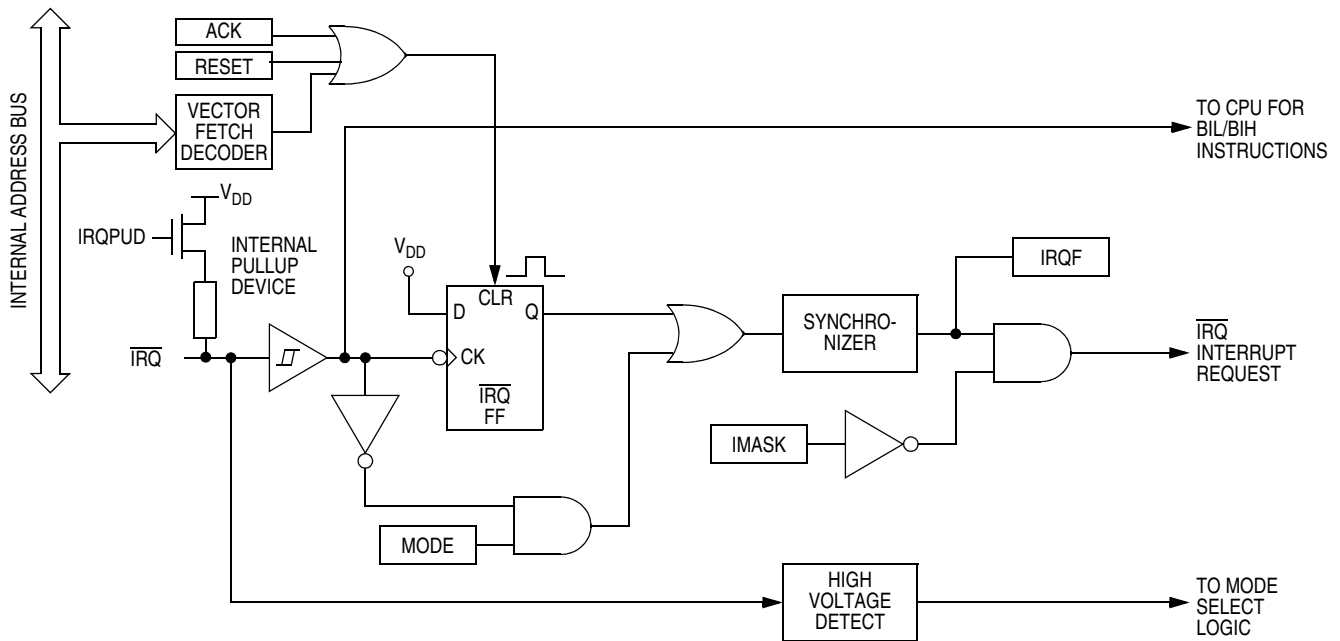 INTERNAL ADDRESS BUS
ACK
RESET
VECTOR
FETCH
DECODER
TO CPU FOR
BIL/BIH
INSTRUCTIONS
VDD
IRQPUD
INTERNAL
PULLUP
DEVICE
VDD
CLR
D
Q
CK
IRQ
FF
IRQ
SYNCHRO-
NIZER
IRQF
IRQ
INTERRUPT
REQUEST
IMASK
MODE
HIGH
VOLTAGE
DETECT
TO MODE
SELECT
LOGIC